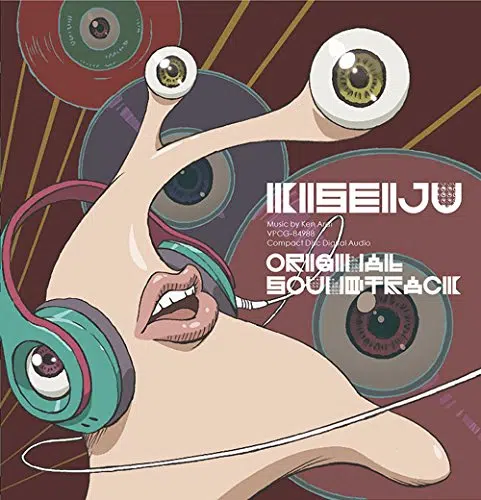 KISEIJU
Music by Ken Arai
VPCG-84988
Compact Disc Digital Audio
ORIGINAL
SOUNDTRACK